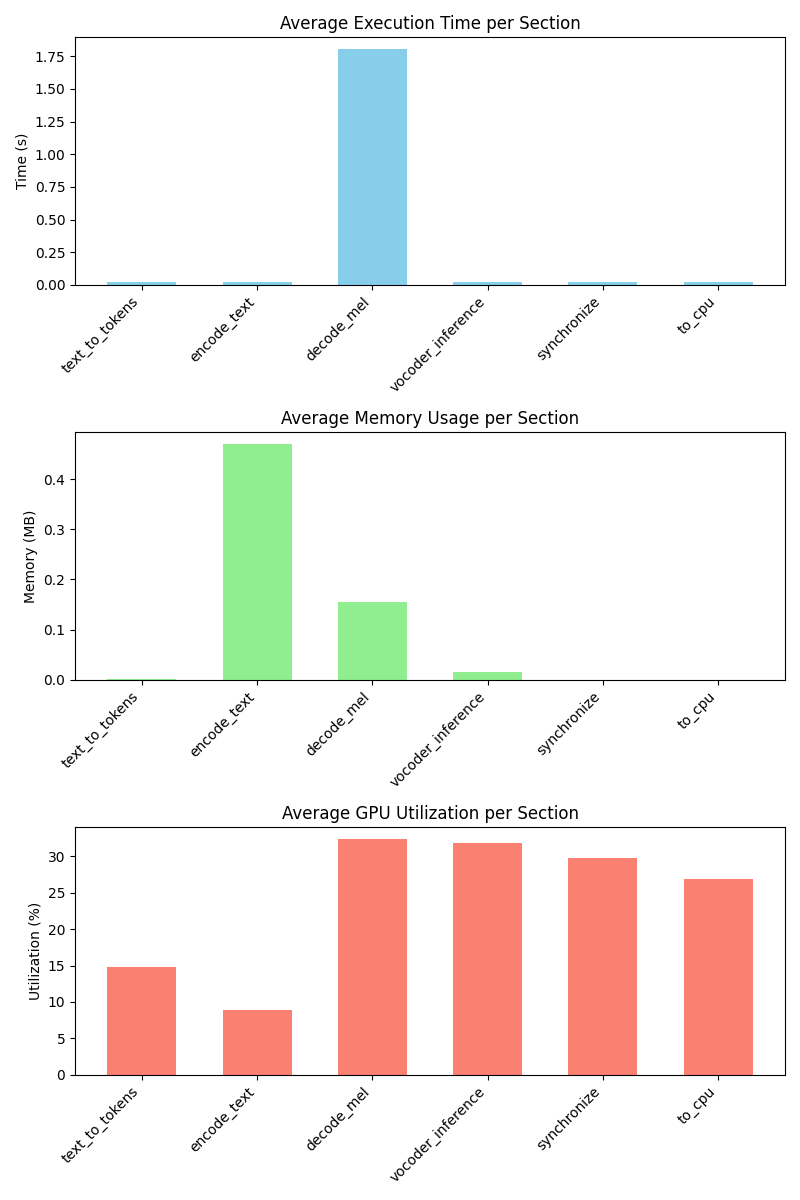 Average Execution Time per Section
Time (s)
1.75
1.50
1.25
1.00
0.75
0.50
0.25
0.00
text_to_tokens
encode_text
decode_mel
vocoder_inference
synchronize
to_cpu
Average Memory Usage per Section
Memory (MB)
0.4
0.3
0.2
0.1
0.0
text_to_tokens
encode_text
decode_mel
vocoder_inference
synchronize
to_cpu
Average GPU Utilization per Section
Utilization (%)
30
25
20
15
10
5
0
text_to_tokens
encode_text
decode_mel
vocoder_inference
synchronize
to_cpu